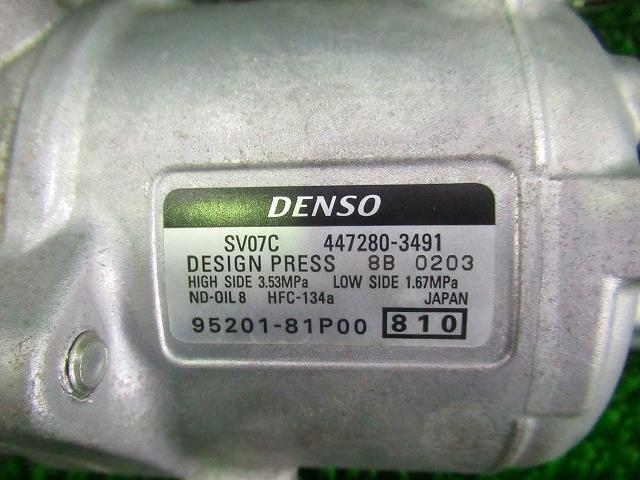 DENSO
SV07C 447280-3491
DESIGN PRESS 8B 0203
HIGH SIDE 3.53MPa LOW SIDE 1.67MPa
ND-OIL 8 HFC-134a JAPAN
95201-81P00 810